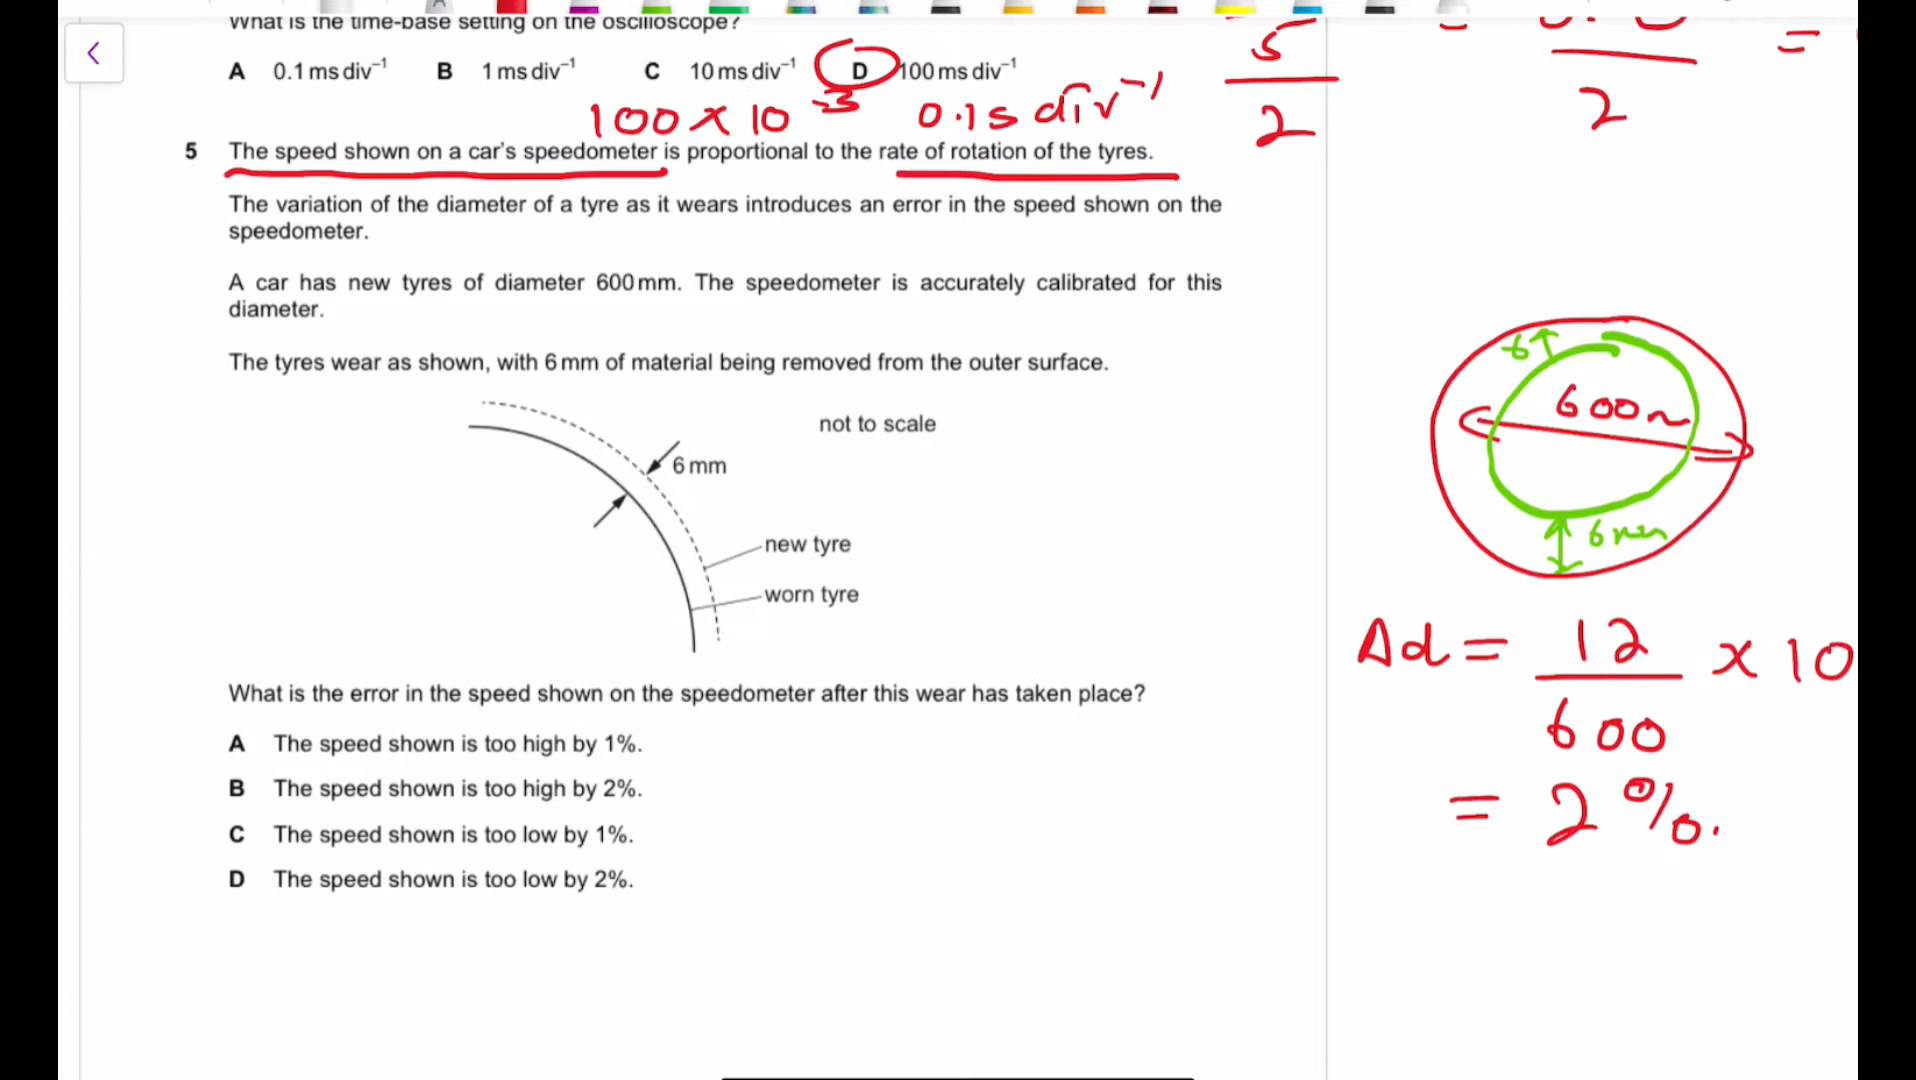 What is the time-base setting on the oscilloscope?
A 0.1 ms div⁻¹ B 1 ms div⁻¹ C 10 ms div⁻¹ D 100 ms div⁻¹
100 x 10⁻³ 0.1s div⁻¹
5
2
2
=
=
5 The speed shown on a car's speedometer is proportional to the rate of rotation of the tyres.
The variation of the diameter of a tyre as it wears introduces an error in the speed shown on the
speedometer.
A car has new tyres of diameter 600 mm. The speedometer is accurately calibrated for this
diameter.
The tyres wear as shown, with 6 mm of material being removed from the outer surface.
not to scale
6 mm
new tyre
worn tyre
6
600m
6mm
Δd = 12 x 10
600
= 2 %.
What is the error in the speed shown on the speedometer after this wear has taken place?
A The speed shown is too high by 1%.
B The speed shown is too high by 2%.
C The speed shown is too low by 1%.
D The speed shown is too low by 2%.